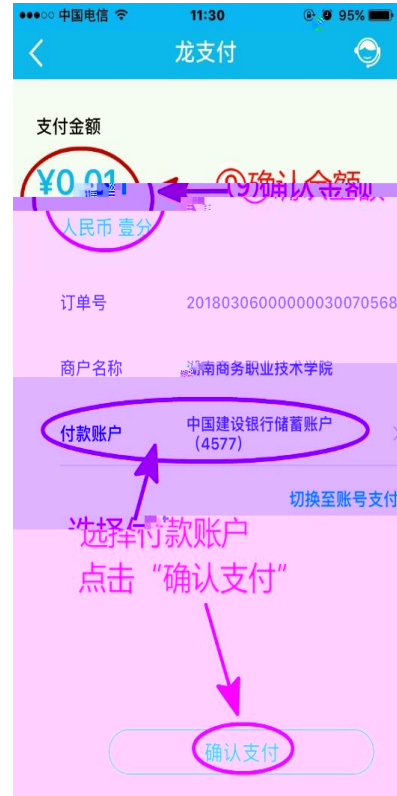 中国电信 11:30 95%
龙支付
支付金额
¥0.01
⑨确认金额
人民币 壹分
订单号 20180306000000030070568
商户名称 湖南商务职业技术学院
付款账户 中国建设银行储蓄账户
(4577)
切换至账号支付
选择付款账户
点击“确认支付”
确认支付